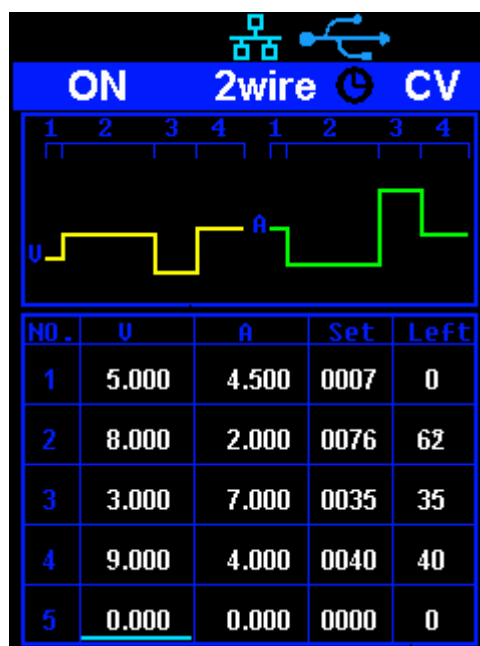 ON 2wire CV
1 2 3 4 1 2 3 4
A
V
NO. V A Set Left
1 5.000 4.500 0007 0
2 8.000 2.000 0076 62
3 3.000 7.000 0035 35
4 9.000 4.000 0040 40
5 0.000 0.000 0000 0